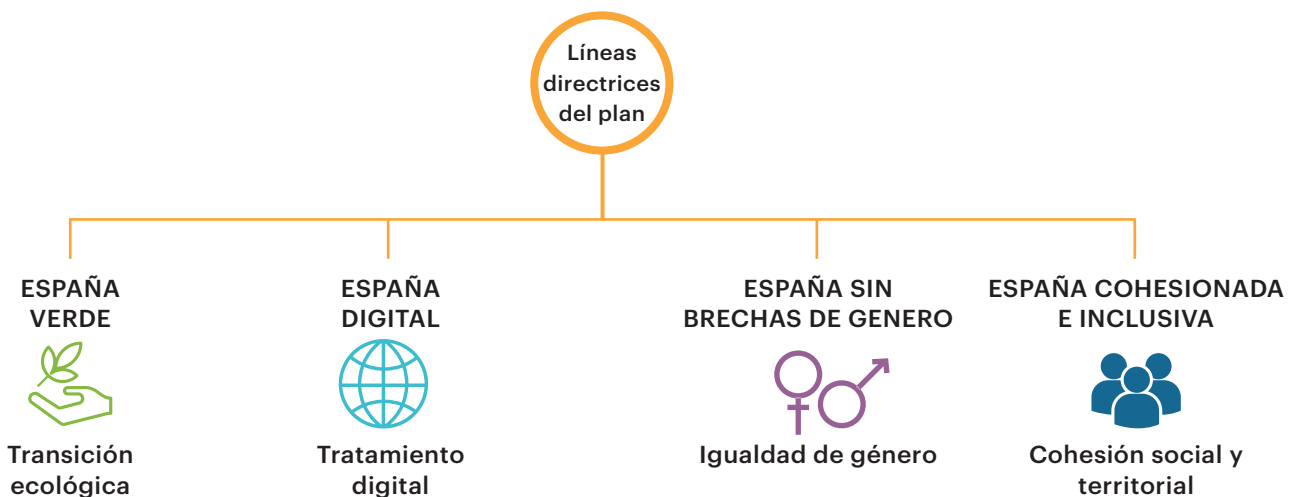 Líneas
directrices
del plan
ESPAÑA
VERDE
Transición
ecológica
ESPAÑA
DIGITAL
Tratamiento
digital
ESPAÑA SIN
BRECHAS DE GENERO
Igualdad de género
ESPAÑA COHESIONADA
E INCLUSIVA
Cohesión social y
territorial